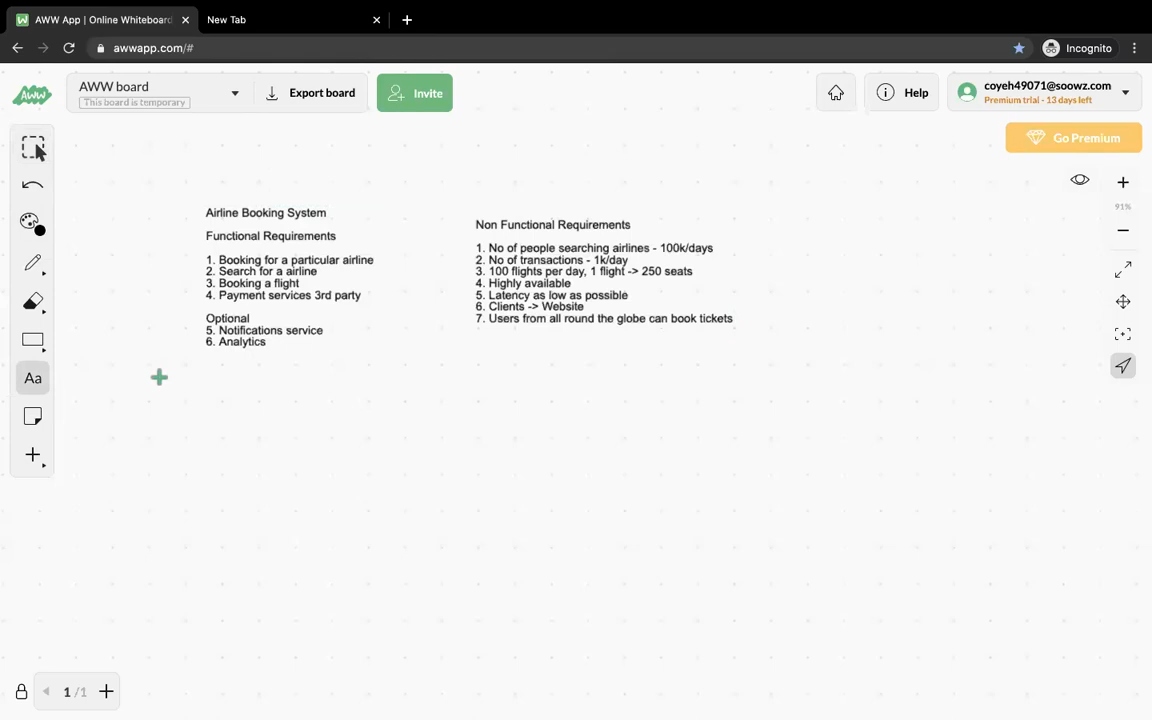 AWW App | Online Whiteboard
New Tab
awwapp.com/#
Incognito
AWW
AWW board
This board is temporary
Export board
Invite
Help
coyeh49071@soowz.com
Premium trial - 13 days left
Go Premium
91%
Airline Booking System
Functional Requirements
1. Booking for a particular airline
2. Search for a airline
3. Booking a flight
4. Payment services 3rd party
Optional
5. Notifications service
6. Analytics
Non Functional Requirements
1. No of people searching airlines - 100k/days
2. No of transactions - 1k/day
3. 100 flights per day, 1 flight -> 250 seats
4. Highly available
5. Latency as low as possible
6. Clients -> Website
7. Users from all round the globe can book tickets
Aa
1 /1